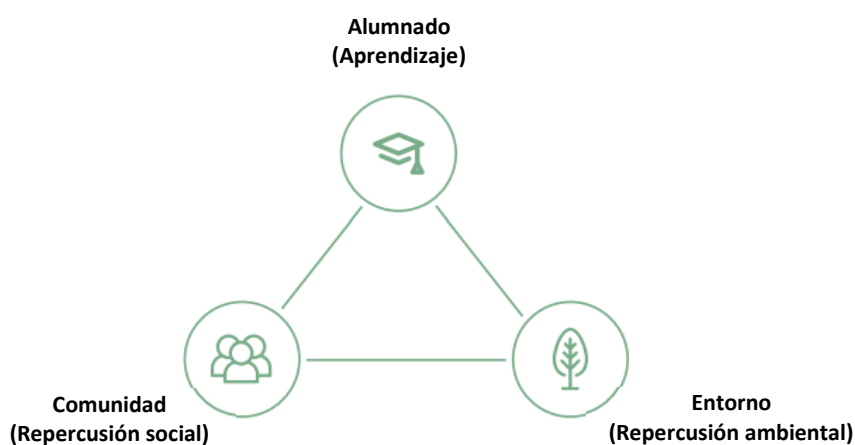 Alumnado
(Aprendizaje)
Comunidad
(Repercusión social)
Entorno
(Repercusión ambiental)